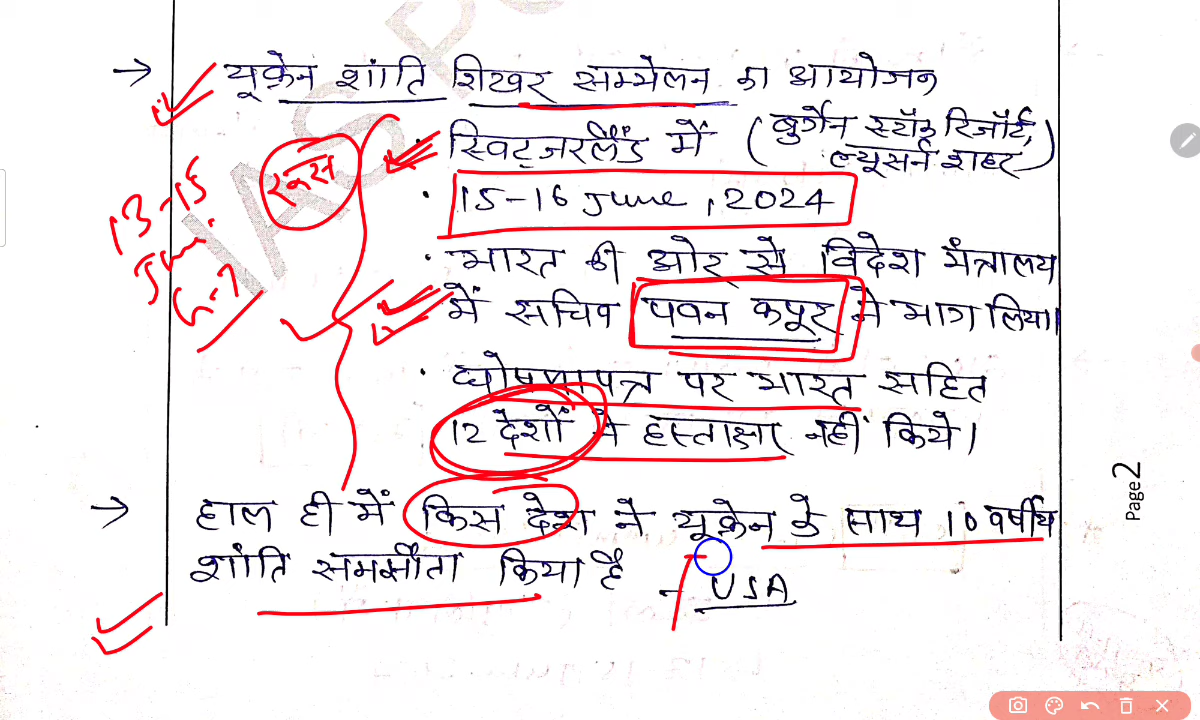 → यूक्रेन शांति शिखर सम्मेलन का आयोजन
स्विट्जरलैंड में (बुर्गेन स्टॉक रिजॉर्ट, ल्यूसर्न शहर)
रूस
13-15
June
G-7
· 15-16 June, 2024
· भारत की ओर से विदेश मंत्रालय
में सचिव पवन कपूर ने भाग लिया।
· घोषणापत्र पर भारत सहित
12 देशों ने हस्ताक्षर नहीं किये।
→ हाल ही में किस देश ने यूक्रेन के साथ 10 वर्षीय
शांति समझौता किया है - USA
Page 2